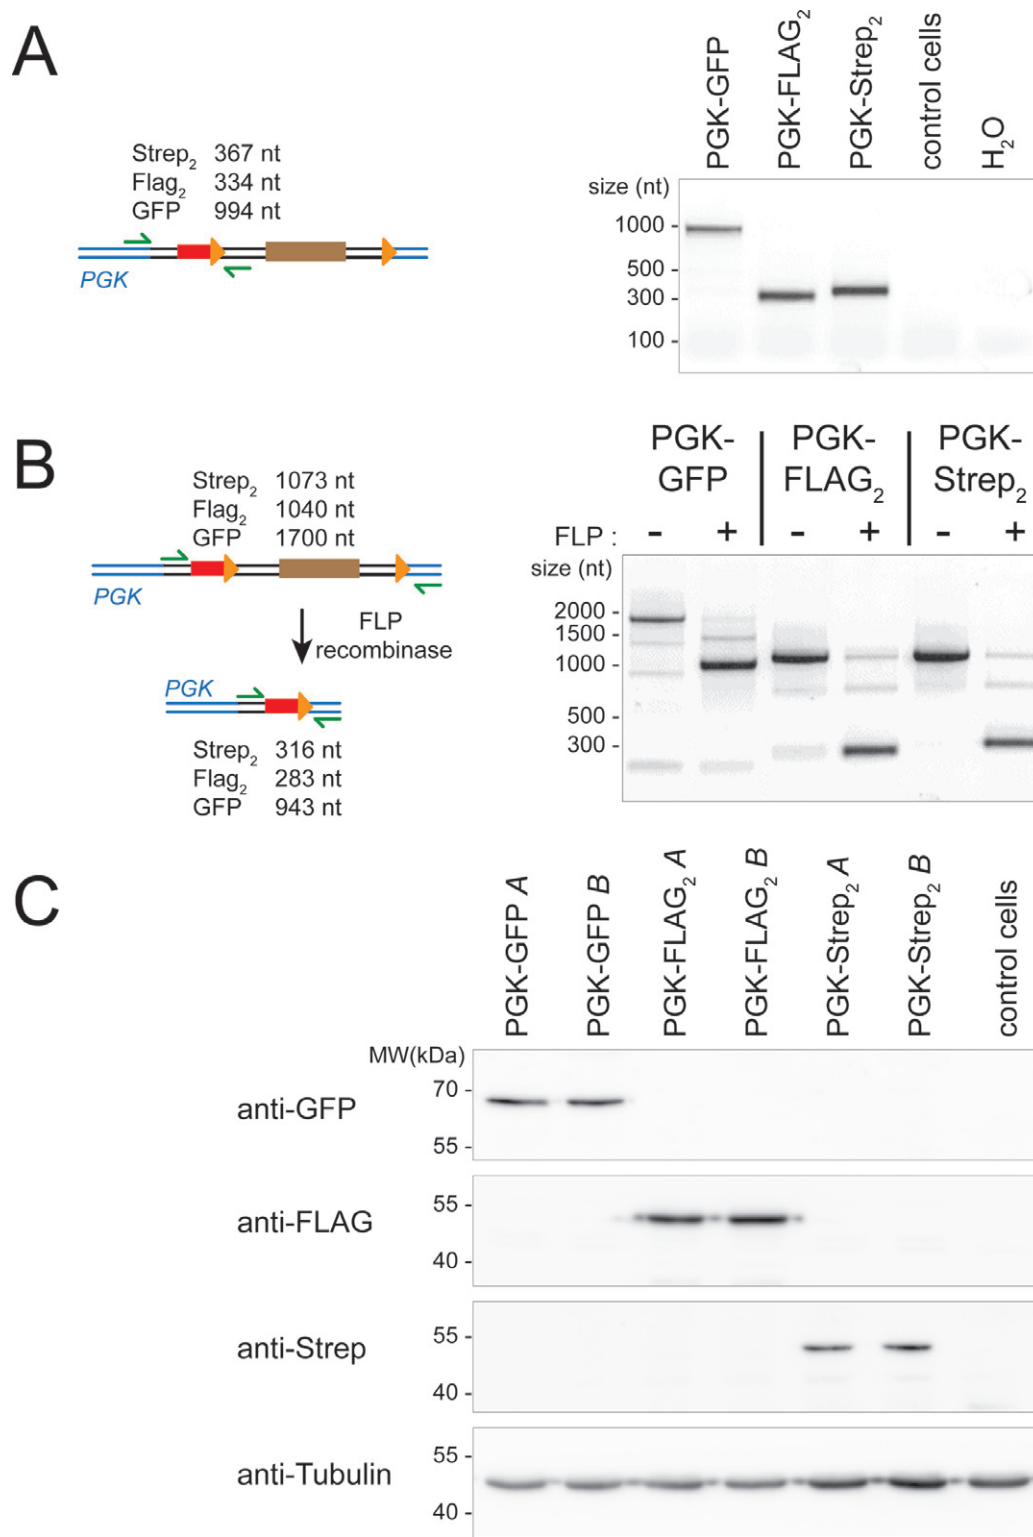 A
Strep2 367 nt
Flag2 334 nt
GFP 994 nt
PGK
PGK-GFP
PGK-FLAG2
PGK-Strep2
control cells
H2O
size (nt)
1000 -
500 -
300 -
100 -
B
Strep2 1073 nt
Flag2 1040 nt
GFP 1700 nt
PGK
FLP
recombinase
PGK
Strep2 316 nt
Flag2 283 nt
GFP 943 nt
PGK-
GFP
PGK-
FLAG2
PGK-
Strep2
FLP : - + - + - +
size (nt)
2000 -
1500 -
1000 -
500 -
300 -
C
PGK-GFP A
PGK-GFP B
PGK-FLAG2 A
PGK-FLAG2 B
PGK-Strep2 A
PGK-Strep2 B
control cells
MW(kDa)
anti-GFP
70 -
55 -
anti-FLAG
55 -
40 -
anti-Strep
55 -
40 -
anti-Tubulin
55 -
40 -